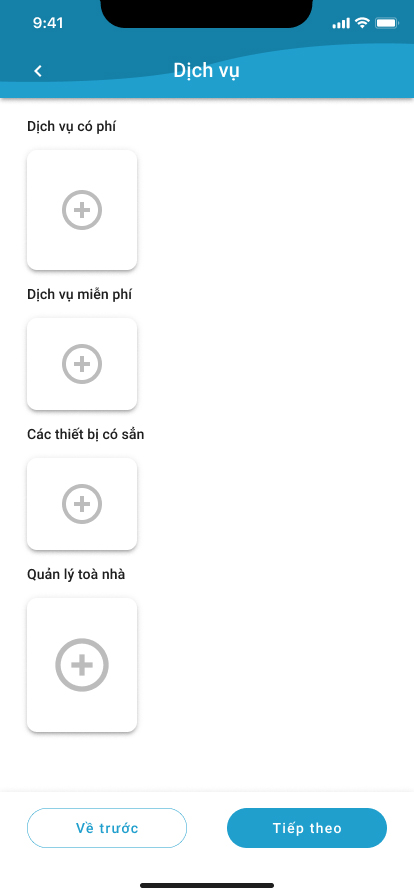 9:41
Dịch vụ
Dịch vụ có phí
Dịch vụ miễn phí
Các thiết bị có sẳn
Quản lý toà nhà
Về trước
Tiếp theo